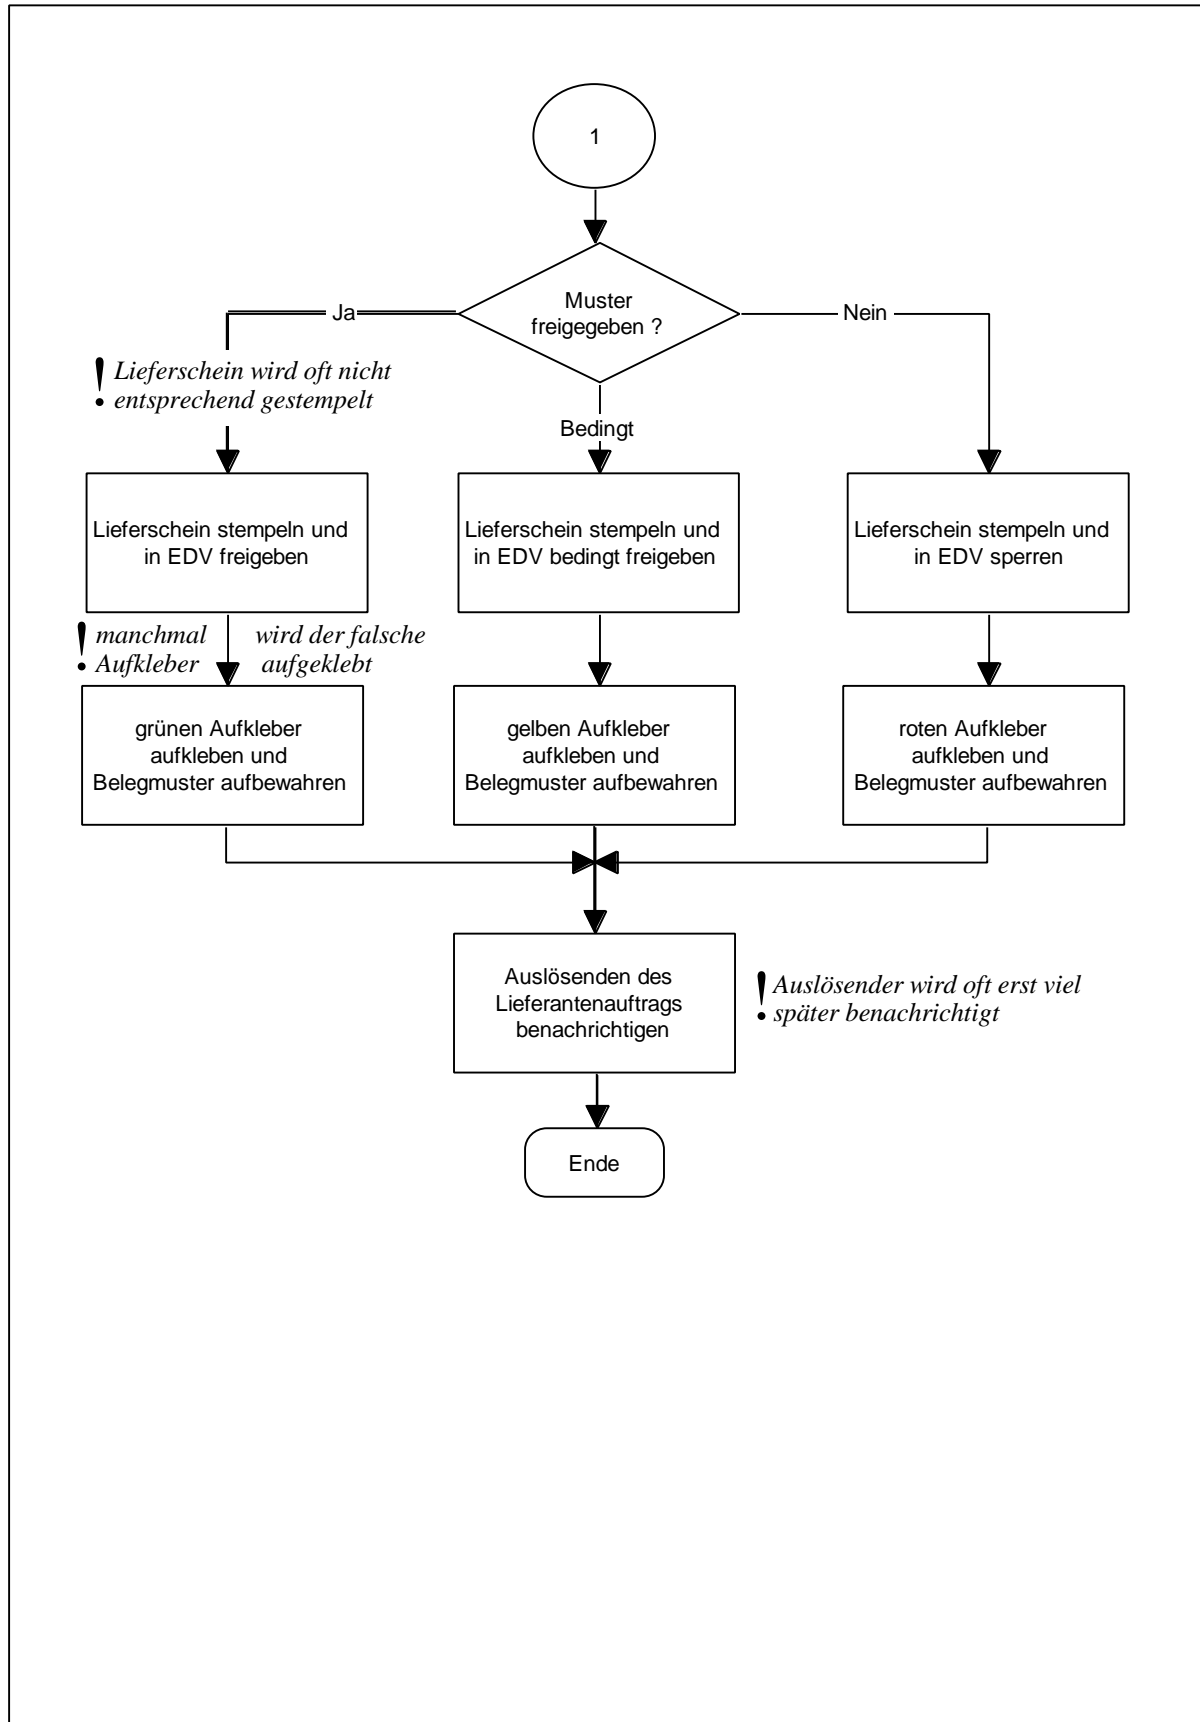 1
Muster
freigegeben ?
Ja
Nein
! Lieferschein wird oft nicht
entsprechend gestempelt
Bedingt
Lieferschein stempeln und
in EDV freigeben
Lieferschein stempeln und
in EDV bedingt freigeben
Lieferschein stempeln und
in EDV sperren
! manchmal wird der falsche
Aufkleber aufgeklebt
grünen Aufkleber
aufkleben und
Belegmuster aufbewahren
gelben Aufkleber
aufkleben und
Belegmuster aufbewahren
roten Aufkleber
aufkleben und
Belegmuster aufbewahren
Auslösenden des
Lieferantenauftrags
benachrichtigen
! Auslösender wird oft erst viel
später benachrichtigt
Ende